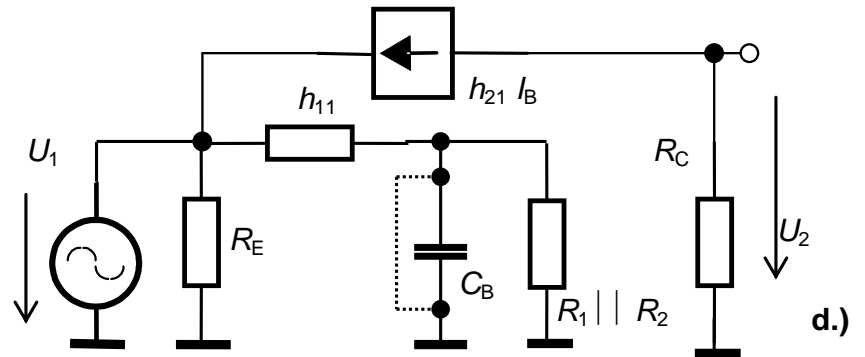 h11
h21 IB
U1
RC
RE
CB
U2
R1 || R2
d.)